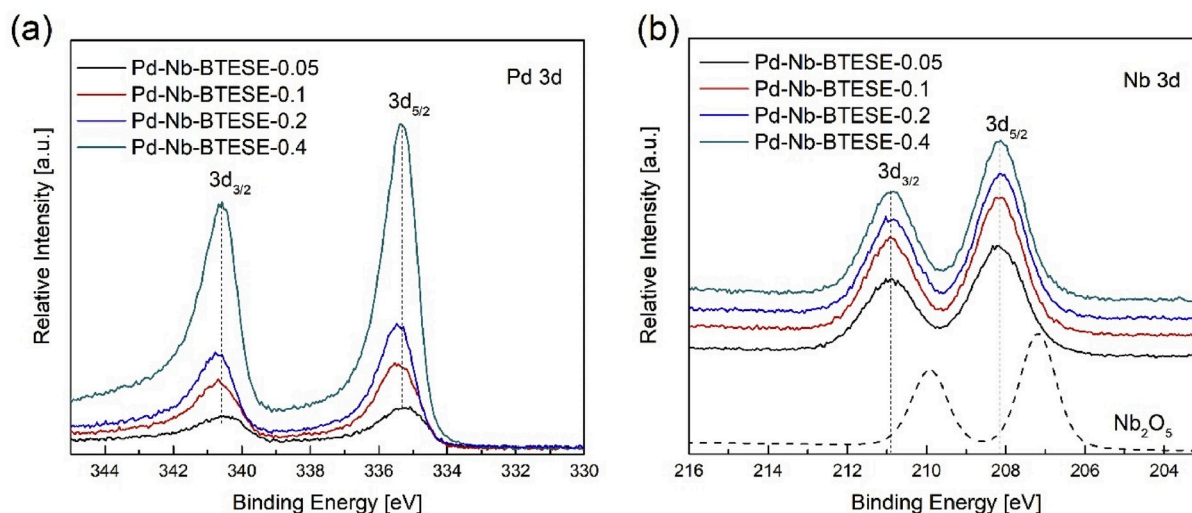 (a)
Pd-Nb-BTESE-0.05
Pd-Nb-BTESE-0.1
Pd-Nb-BTESE-0.2
Pd-Nb-BTESE-0.4
Pd 3d
3d5/2
3d3/2
Relative Intensity [a.u.]
344 342 340 338 336 334 332 330
Binding Energy [eV]
(b)
Pd-Nb-BTESE-0.05
Pd-Nb-BTESE-0.1
Pd-Nb-BTESE-0.2
Pd-Nb-BTESE-0.4
Nb 3d
3d5/2
3d3/2
Nb2O5
Relative Intensity [a.u.]
216 214 212 210 208 206 204
Binding Energy [eV]